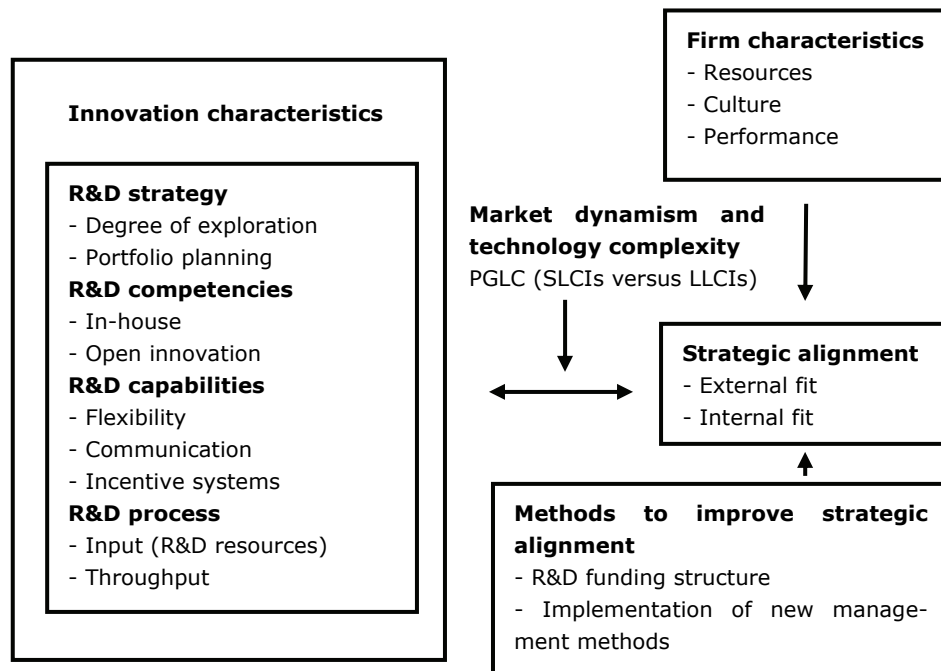 Innovation characteristics
R&D strategy
- Degree of exploration
- Portfolio planning
R&D competencies
- In-house
- Open innovation
R&D capabilities
- Flexibility
- Communication
- Incentive systems
R&D process
- Input (R&D resources)
- Throughput
Firm characteristics
- Resources
- Culture
- Performance
Market dynamism and
technology complexity
PGLC (SLCIs versus LLCIs)
Strategic alignment
- External fit
- Internal fit
Methods to improve strategic
alignment
- R&D funding structure
- Implementation of new manage-
ment methods